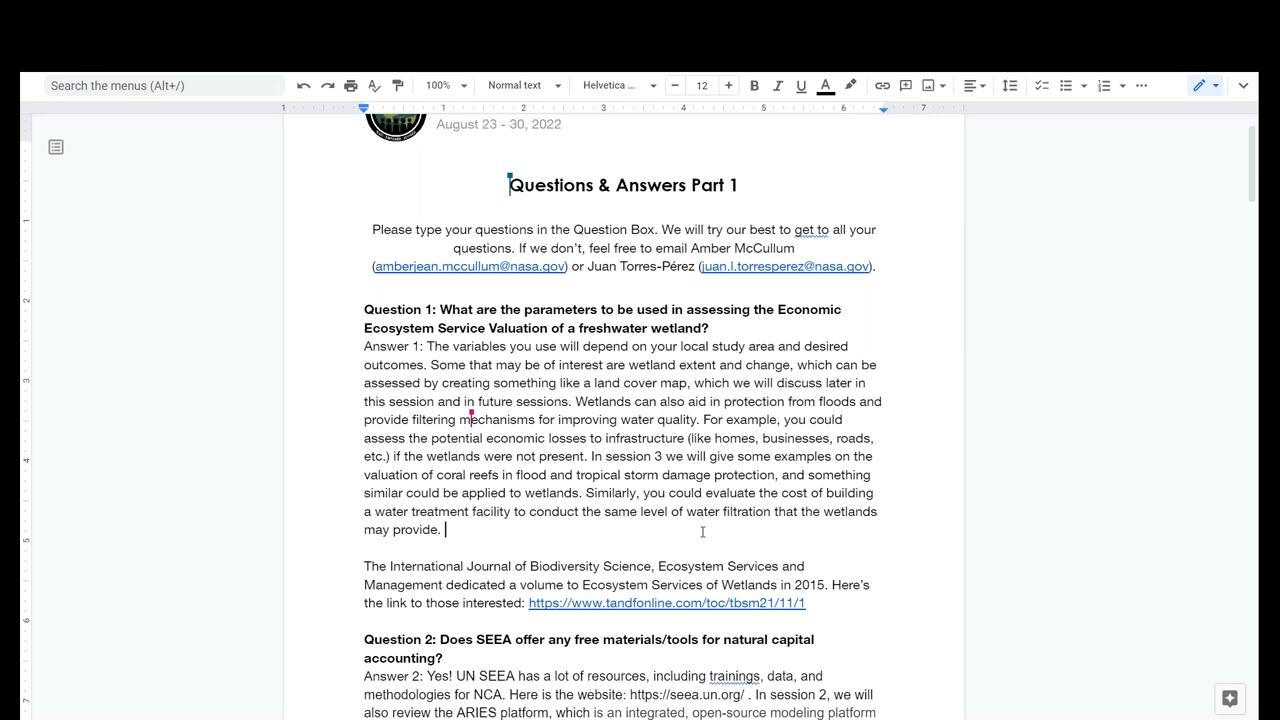 Search the menus (Alt+/)
100%
Normal text
Helvetica ...
12
B I U A
1 1 2 3 4 5 6 7
August 23 - 30, 2022
Questions & Answers Part 1
Please type your questions in the Question Box. We will try our best to get to all your
questions. If we don't, feel free to email Amber McCullum
(amberjean.mccullum@nasa.gov) or Juan Torres-Pérez (juan.l.torresperez@nasa.gov).
Question 1: What are the parameters to be used in assessing the Economic
Ecosystem Service Valuation of a freshwater wetland?
Answer 1: The variables you use will depend on your local study area and desired
outcomes. Some that may be of interest are wetland extent and change, which can be
assessed by creating something like a land cover map, which we will discuss later in
this session and in future sessions. Wetlands can also aid in protection from floods and
provide filtering mechanisms for improving water quality. For example, you could
assess the potential economic losses to infrastructure (like homes, businesses, roads,
etc.) if the wetlands were not present. In session 3 we will give some examples on the
valuation of coral reefs in flood and tropical storm damage protection, and something
similar could be applied to wetlands. Similarly, you could evaluate the cost of building
a water treatment facility to conduct the same level of water filtration that the wetlands
may provide.
The International Journal of Biodiversity Science, Ecosystem Services and
Management dedicated a volume to Ecosystem Services of Wetlands in 2015. Here's
the link to those interested: https://www.tandfonline.com/toc/tbsm21/11/1
Question 2: Does SEEA offer any free materials/tools for natural capital
accounting?
Answer 2: Yes! UN SEEA has a lot of resources, including trainings, data, and
methodologies for NCA. Here is the website: https://seea.un.org/ . In session 2, we will
also review the ARIES platform, which is an integrated, open-source modeling platform